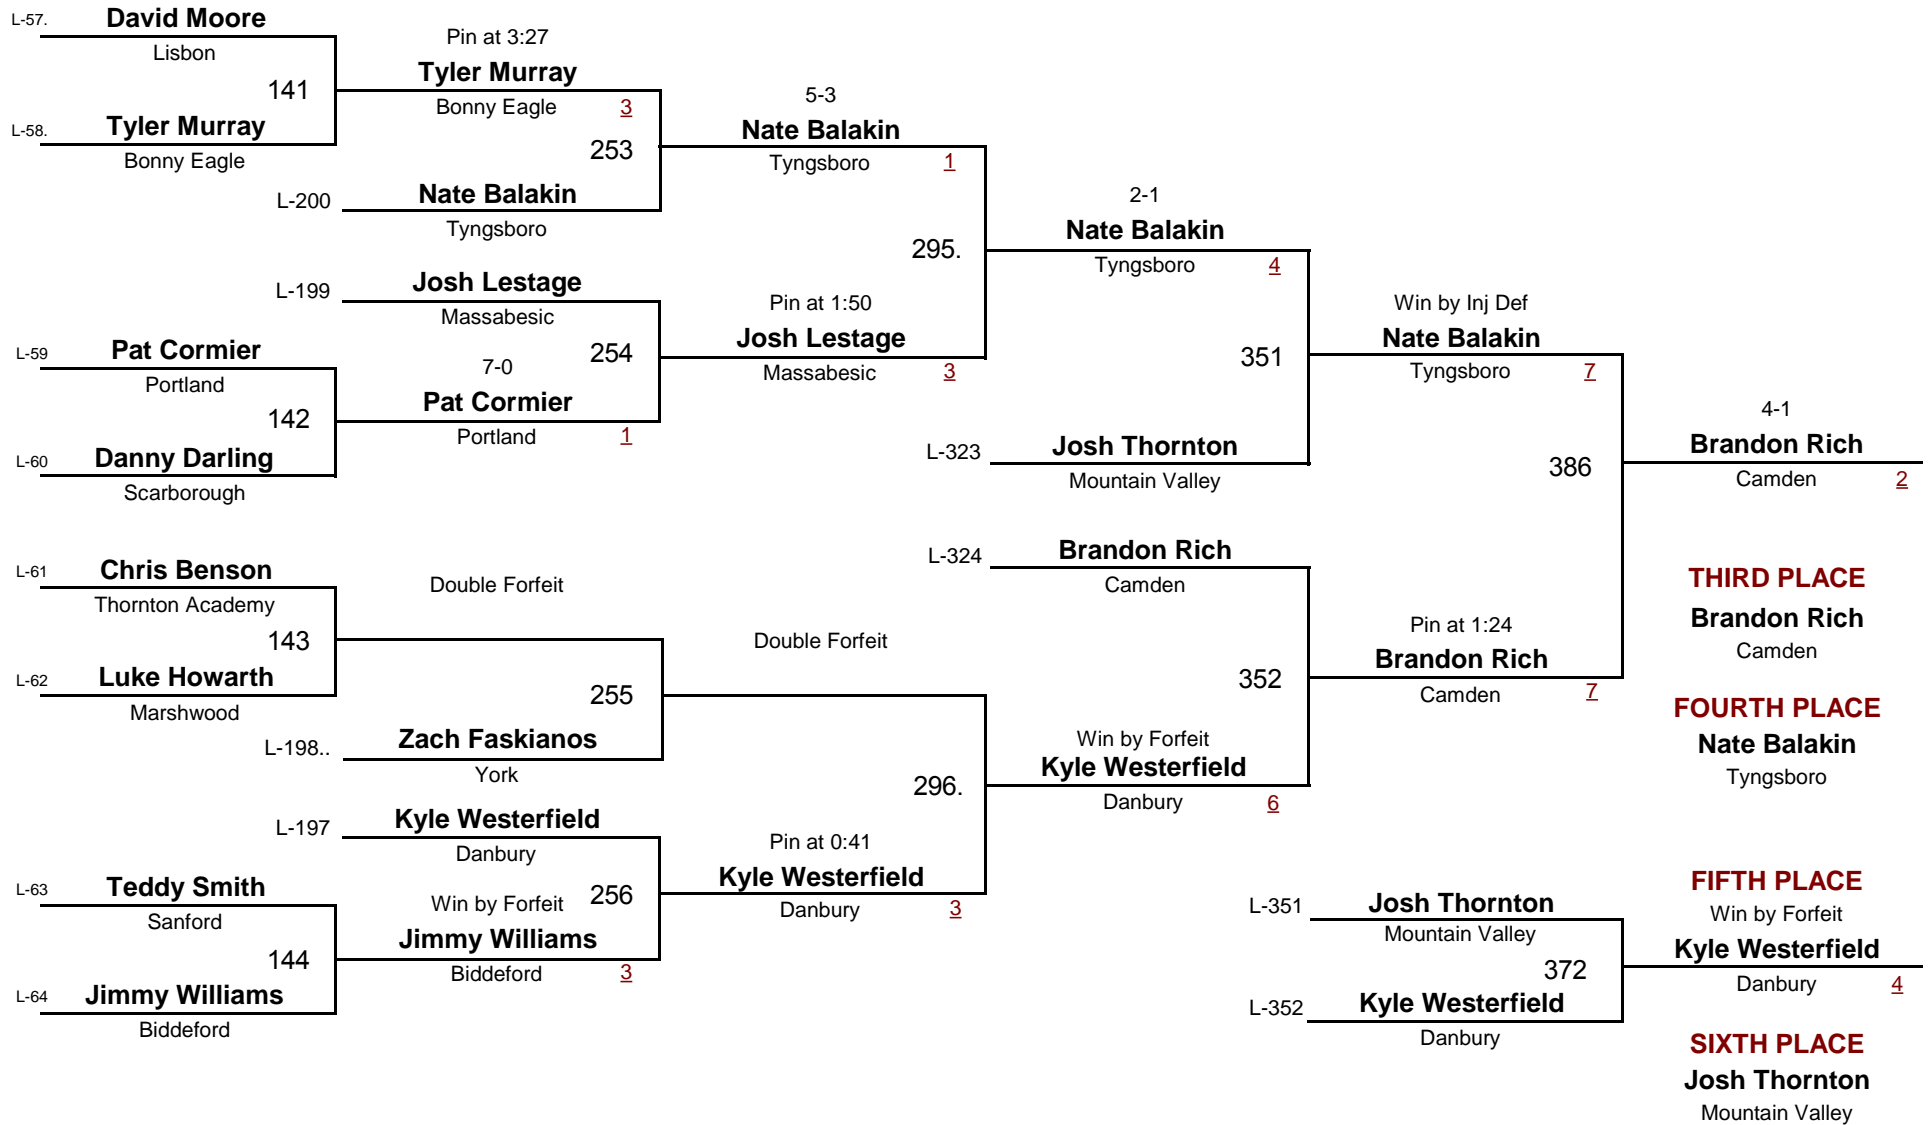 L-57. David Moore
Lisbon
141
L-58. Tyler Murray
Bonny Eagle
Pin at 3:27
Tyler Murray
Bonny Eagle 3
253
L-200 Nate Balakin
Tyngsboro
5-3
Nate Balakin
Tyngsboro 1
L-199 Josh Lestage
Massabesic
254
L-59 Pat Cormier
Portland
142
L-60 Danny Darling
Scarborough
7-0
Pat Cormier
Portland 1
Pin at 1:50
Josh Lestage
Massabesic 3
295.
2-1
Nate Balakin
Tyngsboro 4
351
L-323 Josh Thornton
Mountain Valley
Win by Inj Def
Nate Balakin
Tyngsboro 7
386
4-1
Brandon Rich
Camden 2
L-61 Chris Benson
Thornton Academy
143
L-62 Luke Howarth
Marshwood
Double Forfeit
255
L-198.. Zach Faskianos
York
Double Forfeit
L-197 Kyle Westerfield
Danbury
256
L-63 Teddy Smith
Sanford
144
L-64 Jimmy Williams
Biddeford
Win by Forfeit
Jimmy Williams
Biddeford 3
Pin at 0:41
Kyle Westerfield
Danbury 3
296.
L-324 Brandon Rich
Camden
352
Win by Forfeit
Kyle Westerfield
Danbury 6
Pin at 1:24
Brandon Rich
Camden 7
THIRD PLACE
Brandon Rich
Camden
FOURTH PLACE
Nate Balakin
Tyngsboro
L-351 Josh Thornton
Mountain Valley
372
L-352 Kyle Westerfield
Danbury
FIFTH PLACE
Win by Forfeit
Kyle Westerfield
Danbury 4
SIXTH PLACE
Josh Thornton
Mountain Valley